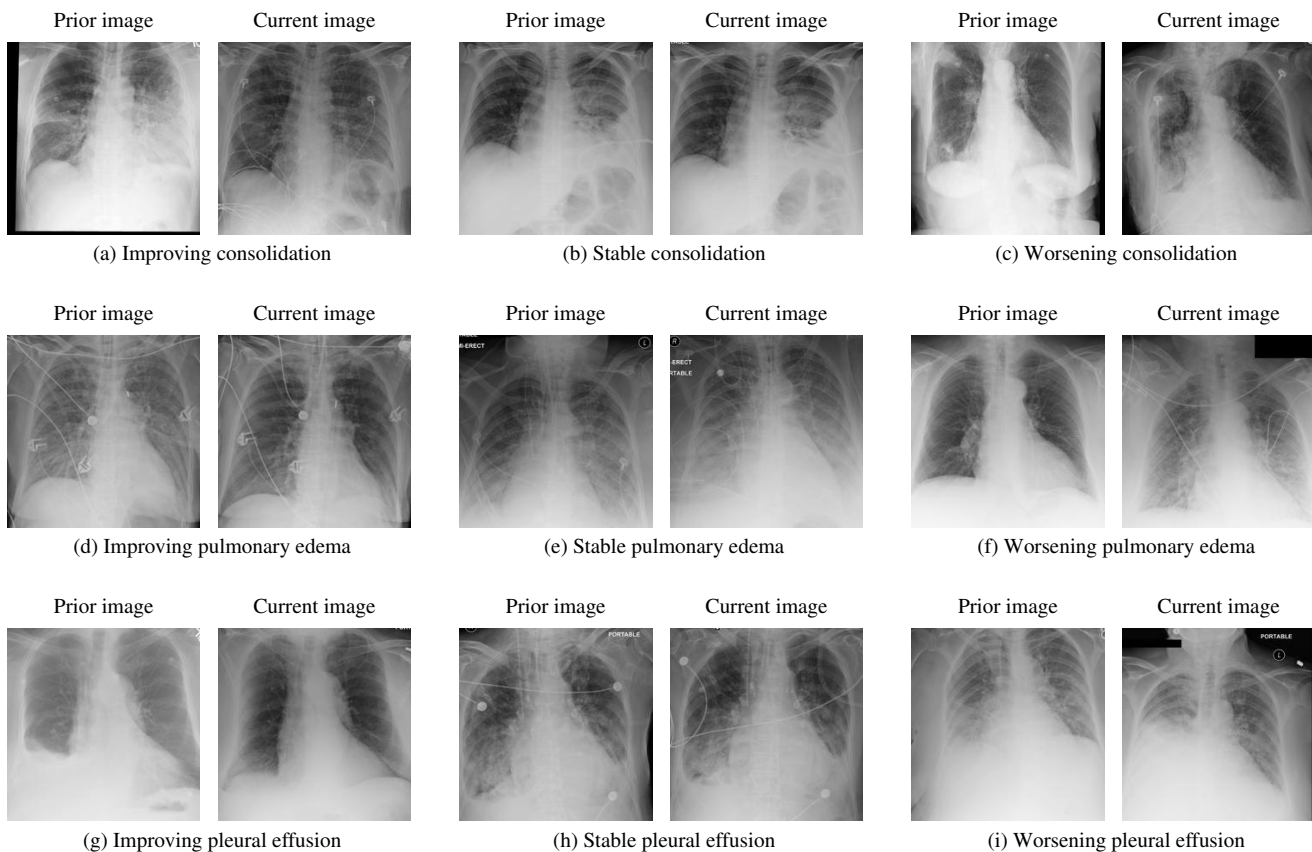 Prior image Current image Prior image Current image Prior image Current image
(a) Improving consolidation (b) Stable consolidation (c) Worsening consolidation
Prior image Current image Prior image Current image Prior image Current image
MI-ERECT L R
-ERECT
RTABLE
(d) Improving pulmonary edema (e) Stable pulmonary edema (f) Worsening pulmonary edema
Prior image Current image Prior image Current image Prior image Current image
PORTABLE PORTABLE
L
(g) Improving pleural effusion (h) Stable pleural effusion (i) Worsening pleural effusion